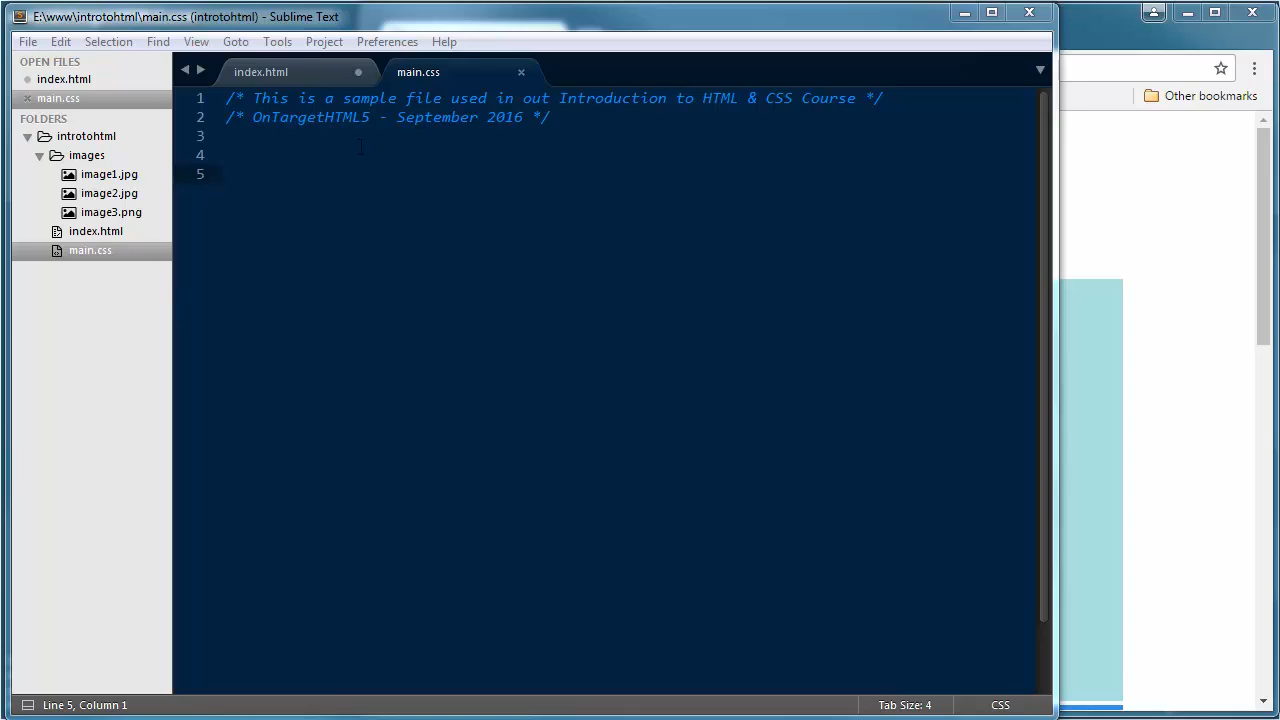 E:\www\introtohtml\main.css (introtohtml) - Sublime Text
File Edit Selection Find View Goto Tools Project Preferences Help
OPEN FILES
index.html
main.css
FOLDERS
introtohtml
images
image1.jpg
image2.jpg
image3.png
index.html
main.css
index.html main.css
1 /* This is a sample file used in out Introduction to HTML & CSS Course */
2 /* OnTargetHTML5 - September 2016 */
3
4
5
Other bookmarks
Line 5, Column 1 Tab Size: 4 CSS